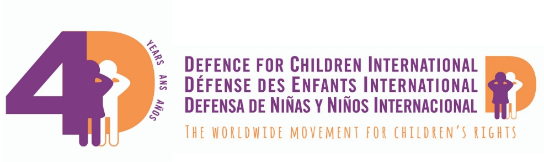 40
YEARS ANS AÑOS
DEFENCE FOR CHILDREN INTERNATIONAL
DÉFENSE DES ENFANTS INTERNATIONAL
DEFENSA DE NIÑAS Y NIÑOS INTERNACIONAL
THE WORLDWIDE MOVEMENT FOR CHILDREN'S RIGHTS